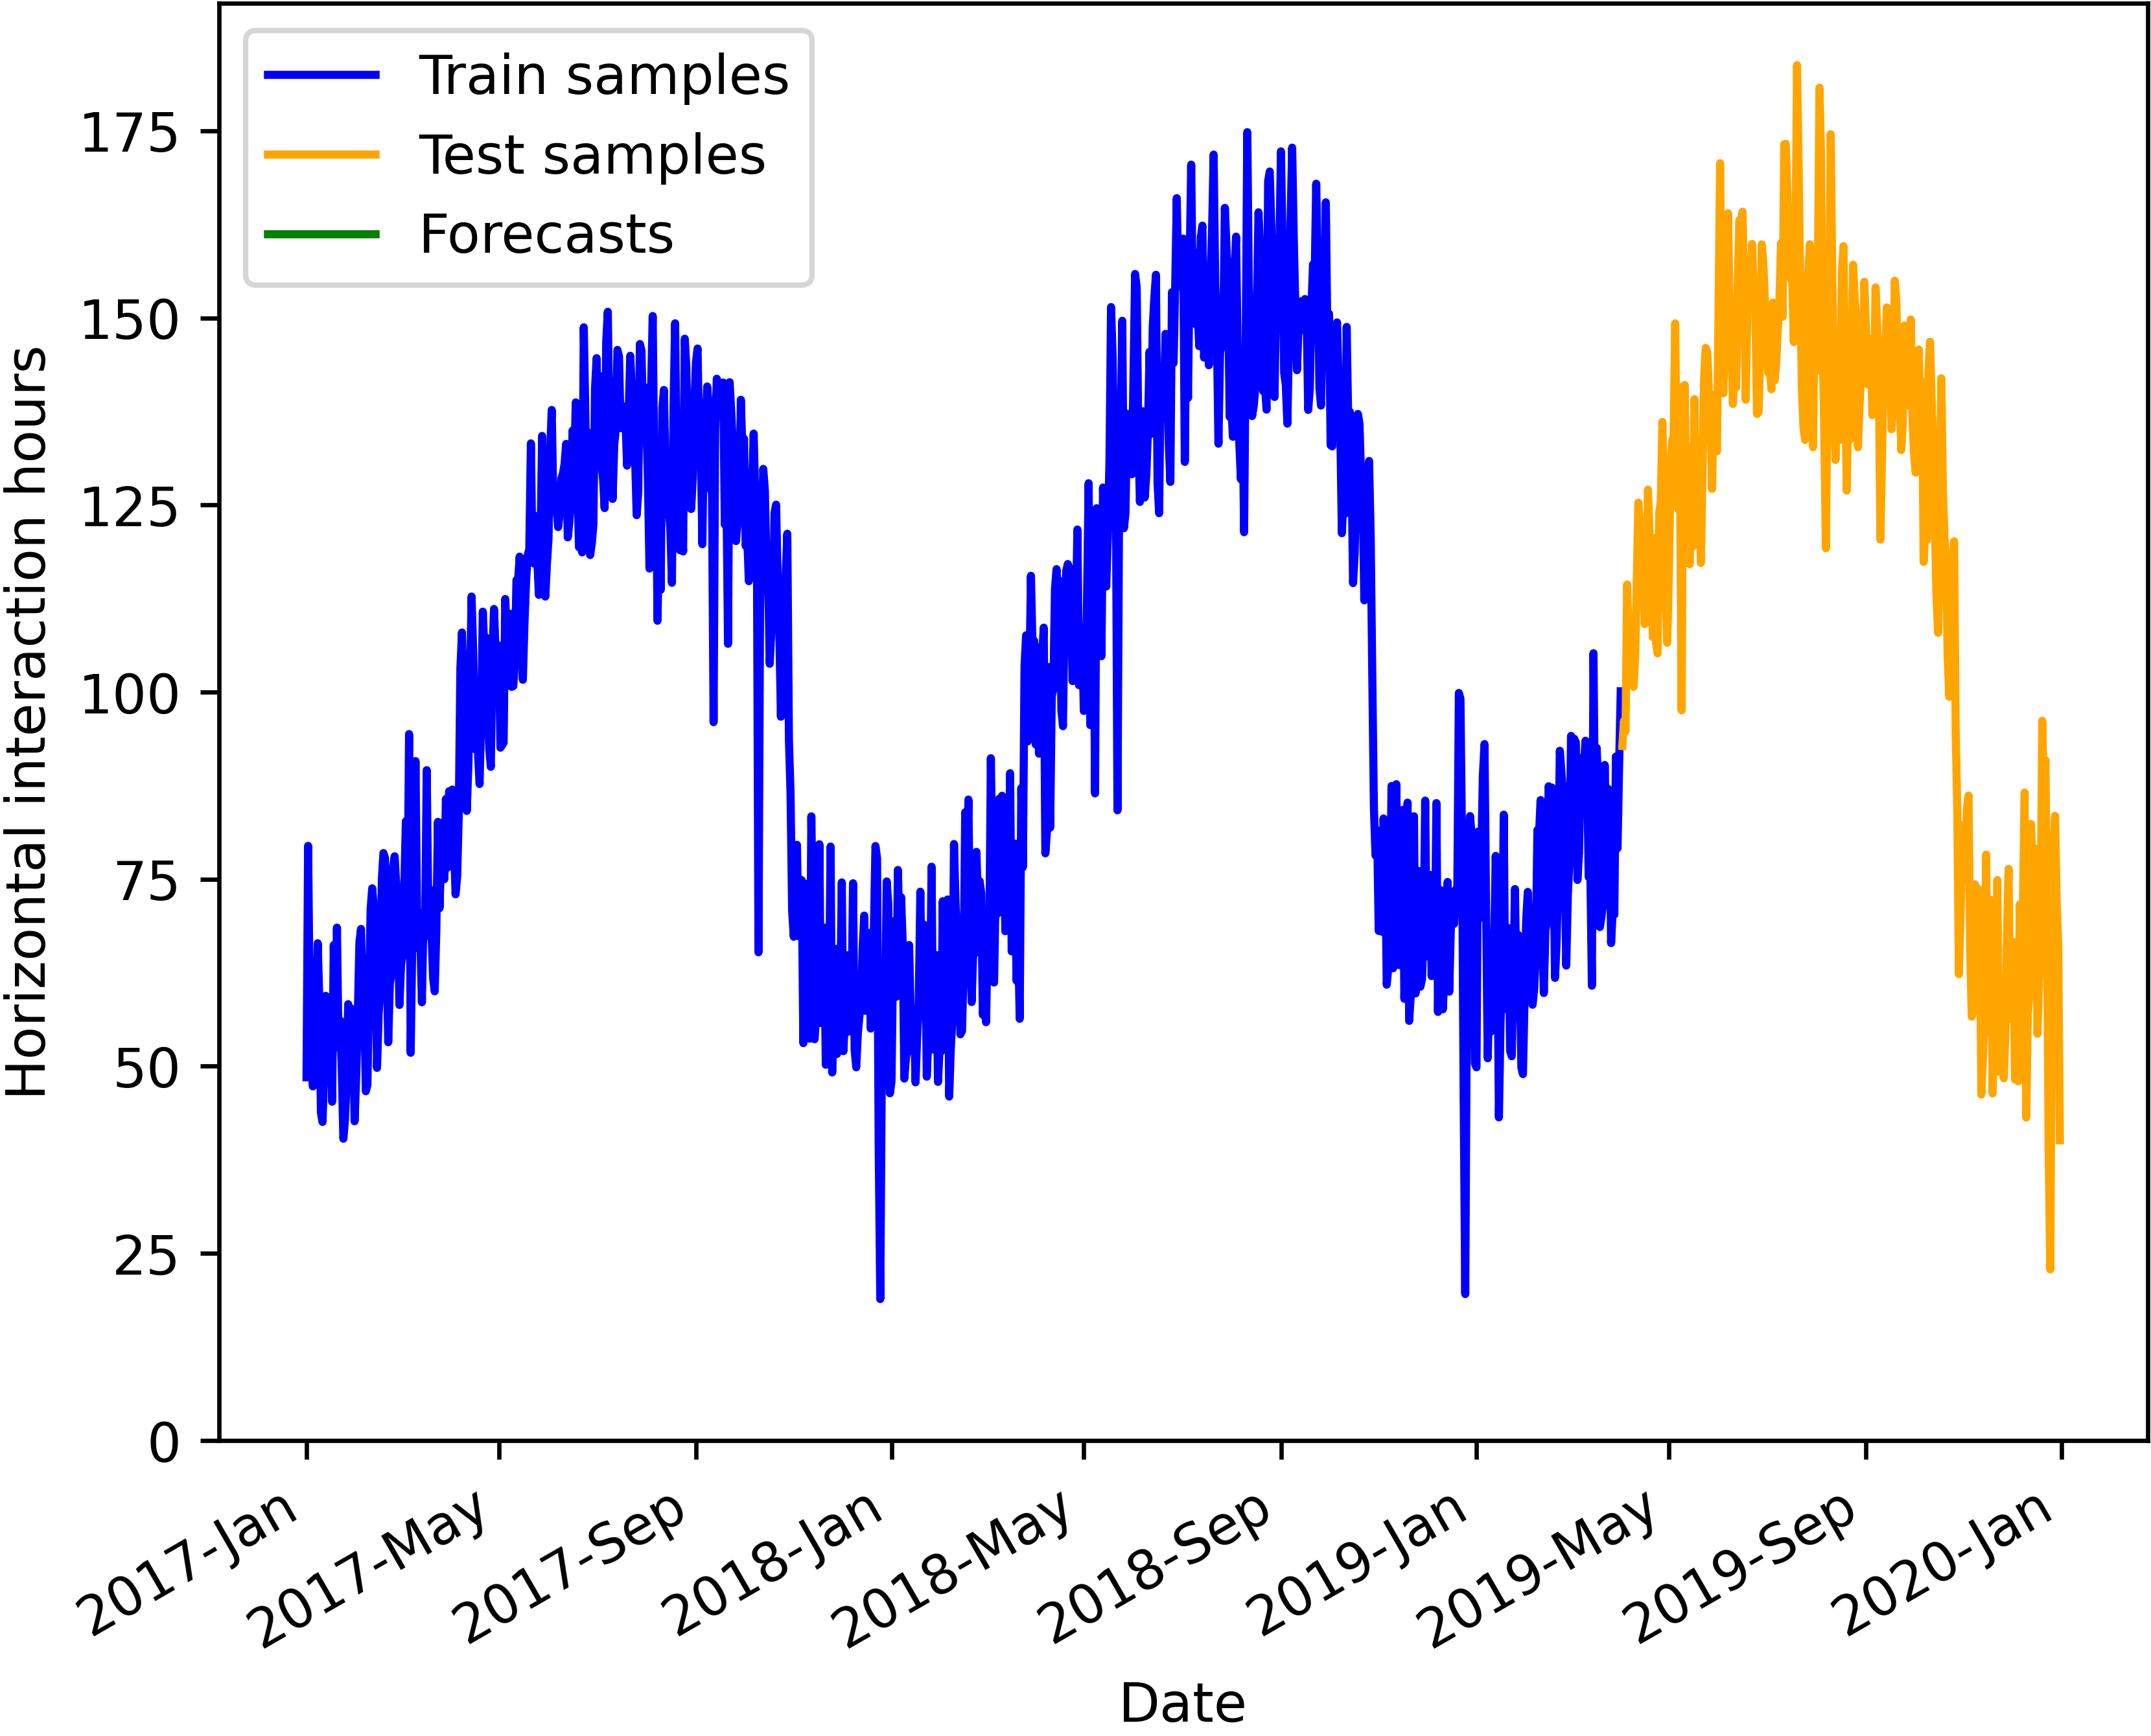 Train samples
Test samples
Forecasts
Horizontal interaction hours
175
150
125
100
75
50
25
0
2017-Jan
2017-May
2017-Sep
2018-Jan
2018-May
2018-Sep
2019-Jan
2019-May
2019-Sep
2020-Jan
Date